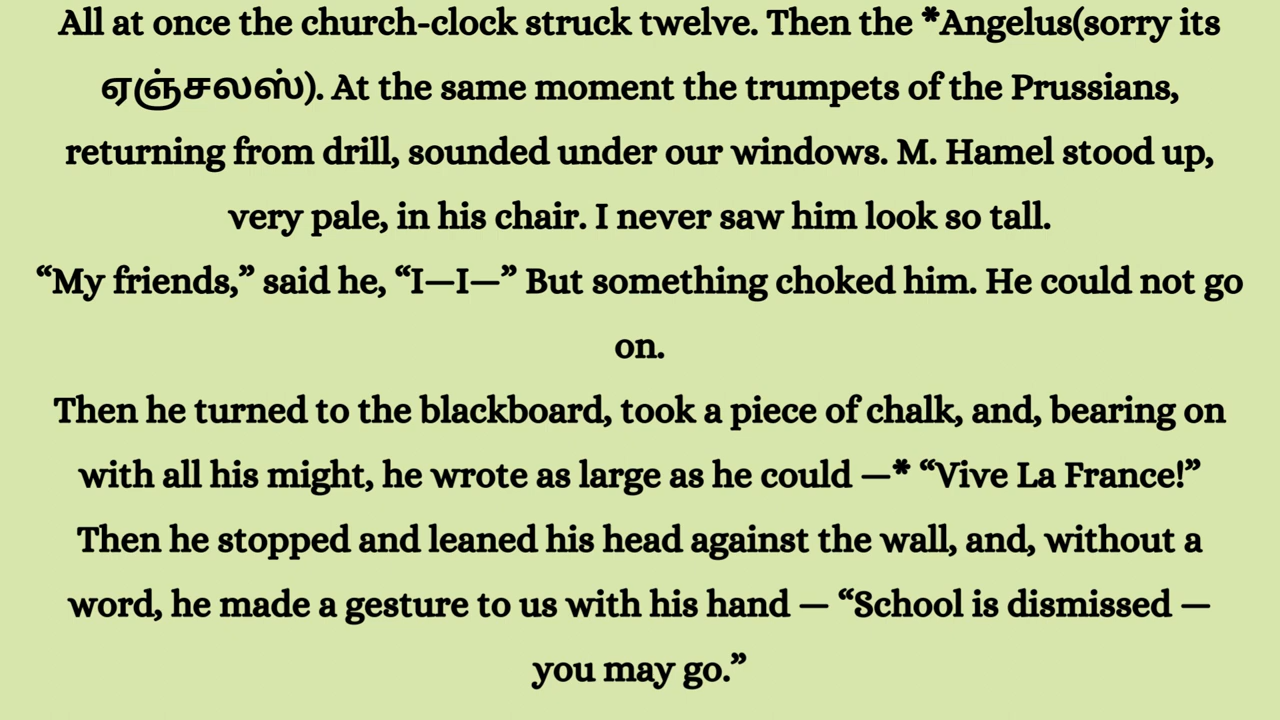 All at once the church-clock struck twelve. Then the *Angelus(sorry its
ஏஞ்சலஸ்). At the same moment the trumpets of the Prussians,
returning from drill, sounded under our windows. M. Hamel stood up,
very pale, in his chair. I never saw him look so tall.
“My friends,” said he, “I—I—” But something choked him. He could not go
on.
Then he turned to the blackboard, took a piece of chalk, and, bearing on
with all his might, he wrote as large as he could —* “Vive La France!”
Then he stopped and leaned his head against the wall, and, without a
word, he made a gesture to us with his hand — “School is dismissed —
you may go.”